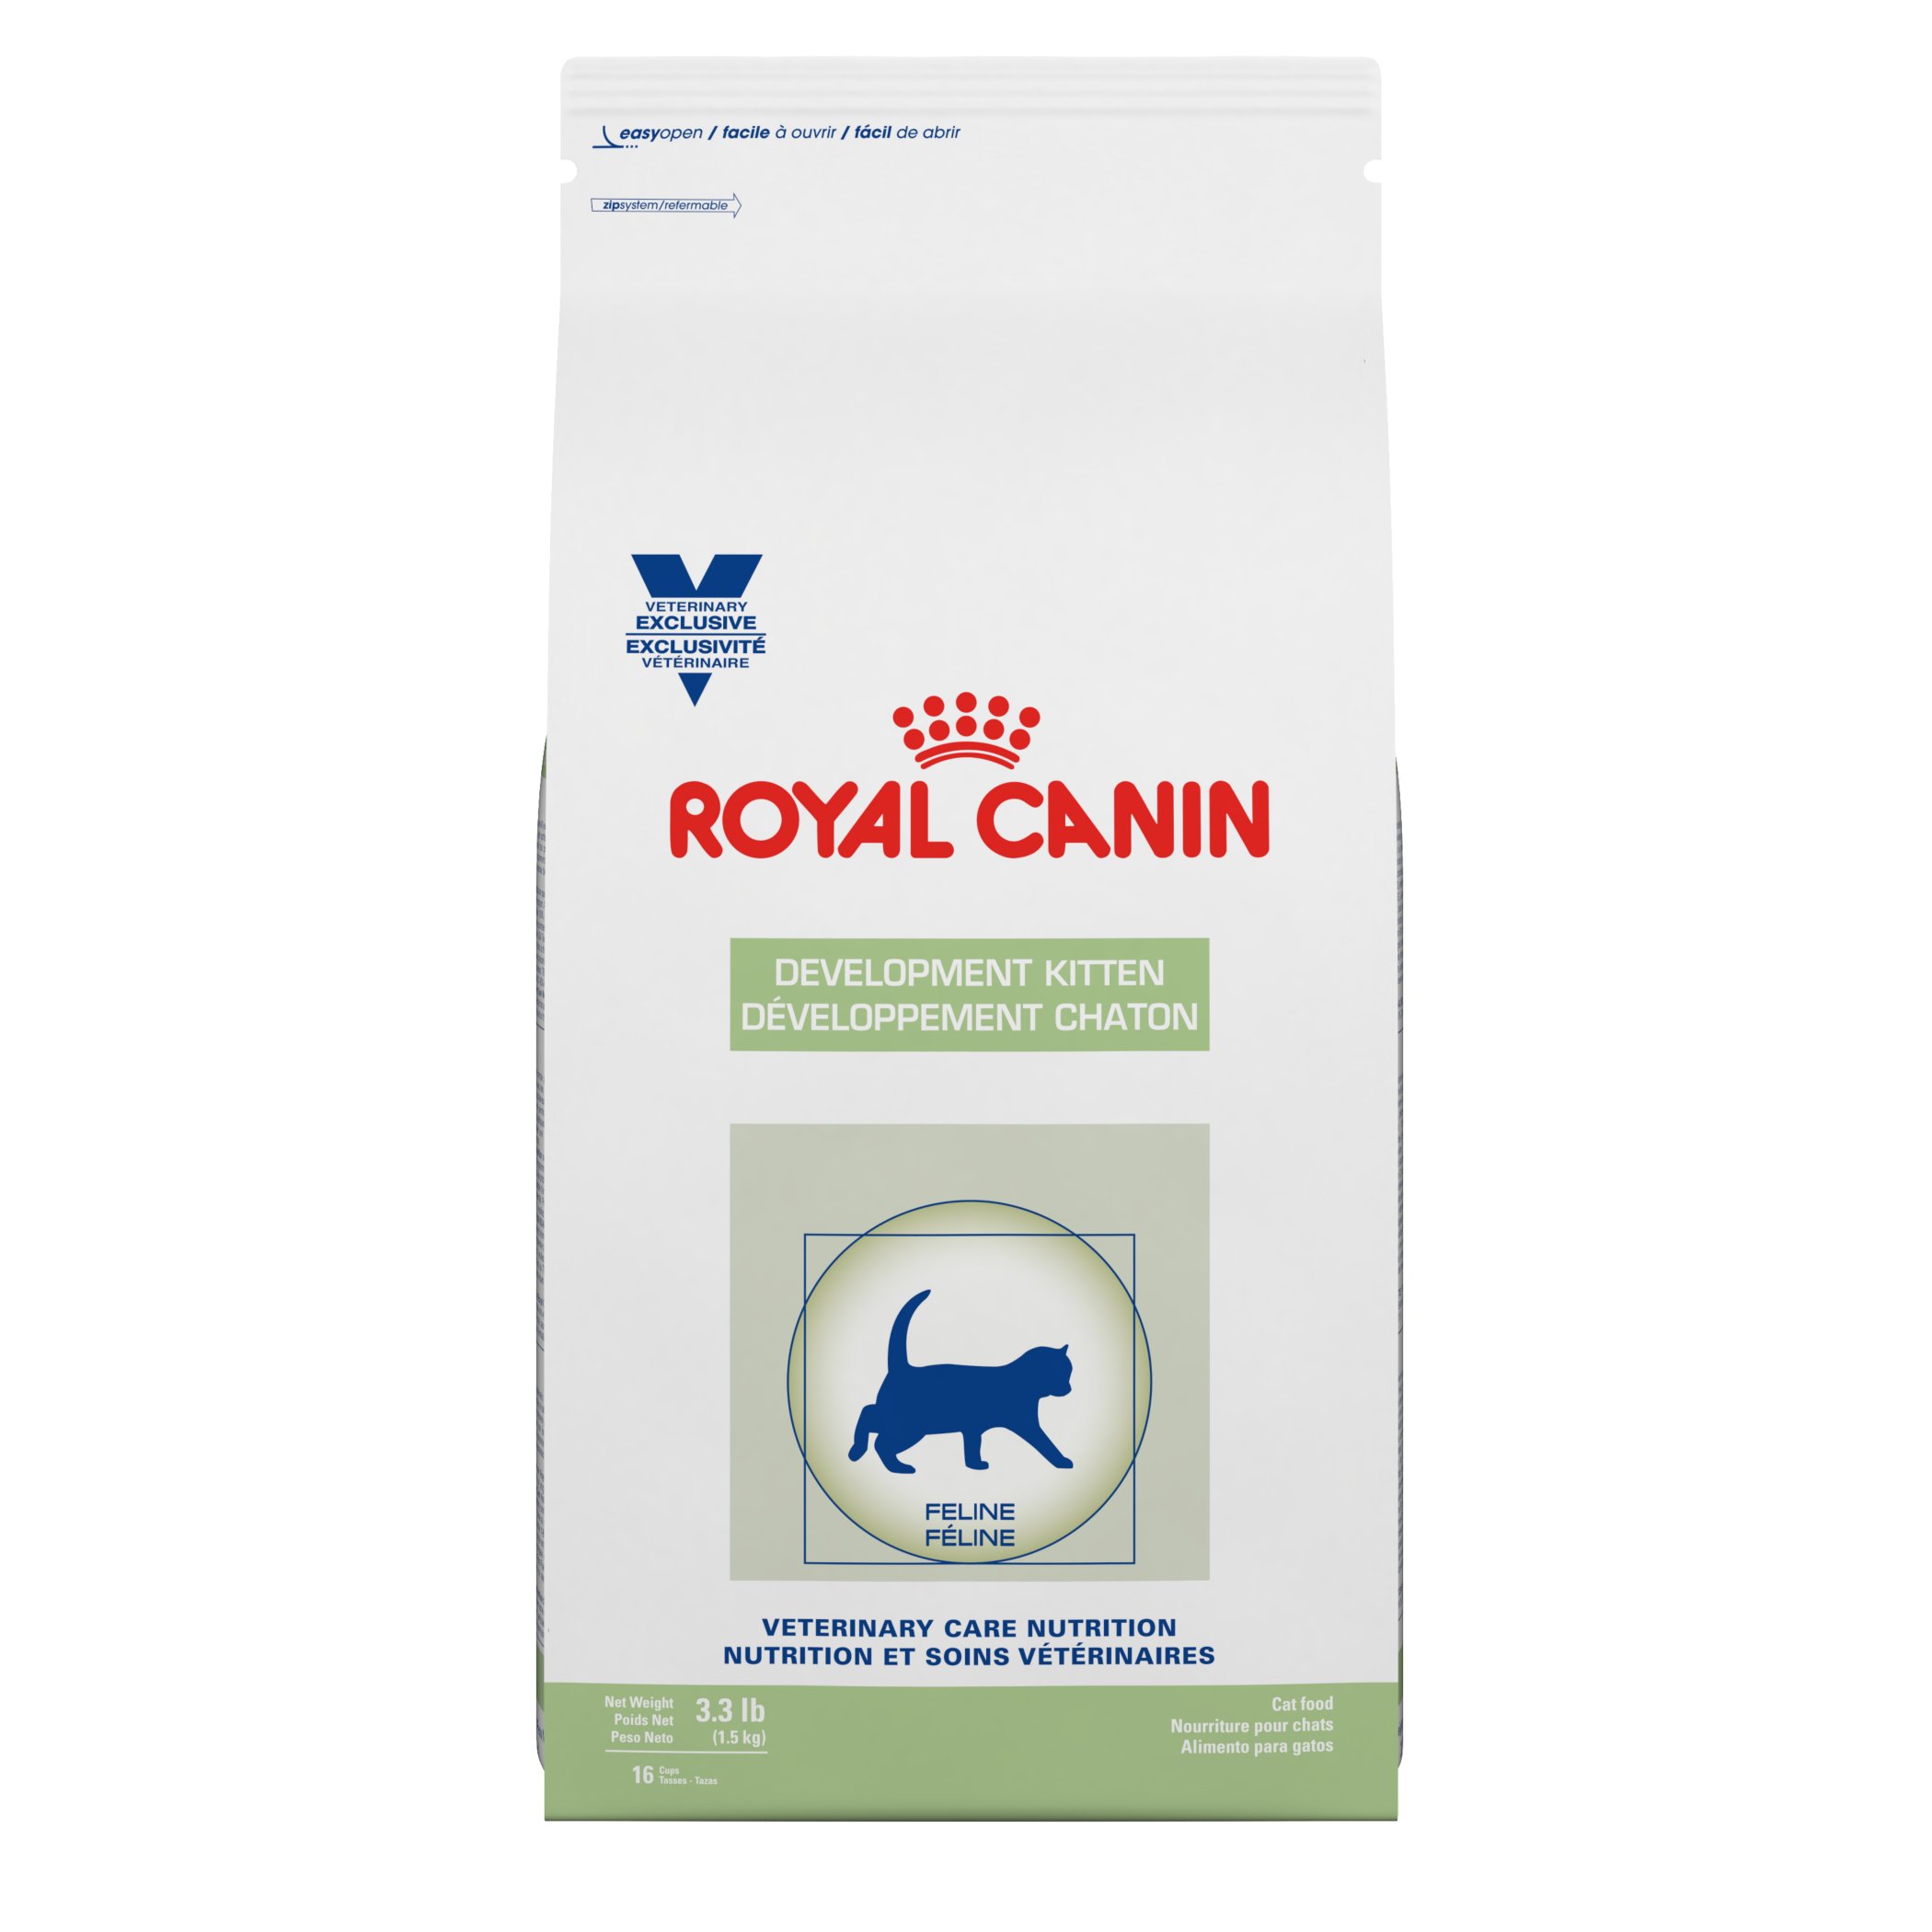 easyopen / facile à ouvrir / fácil de abrir
zipsystem/refermable
VETERINARY
EXCLUSIVE
EXCLUSIVITÉ
VÉTÉRINAIRE
ROYAL CANIN
DEVELOPMENT KITTEN
DÉVELOPPEMENT CHATON
FELINE
FÉLINE
VETERINARY CARE NUTRITION
NUTRITION ET SOINS VÉTÉRINAIRES
Net Weight
Poids Net
Peso Neto
3.3 lb
(1.5 kg)
16 Cups
Tasses - Tazas
Cat food
Nourriture pour chats
Alimento para gatos